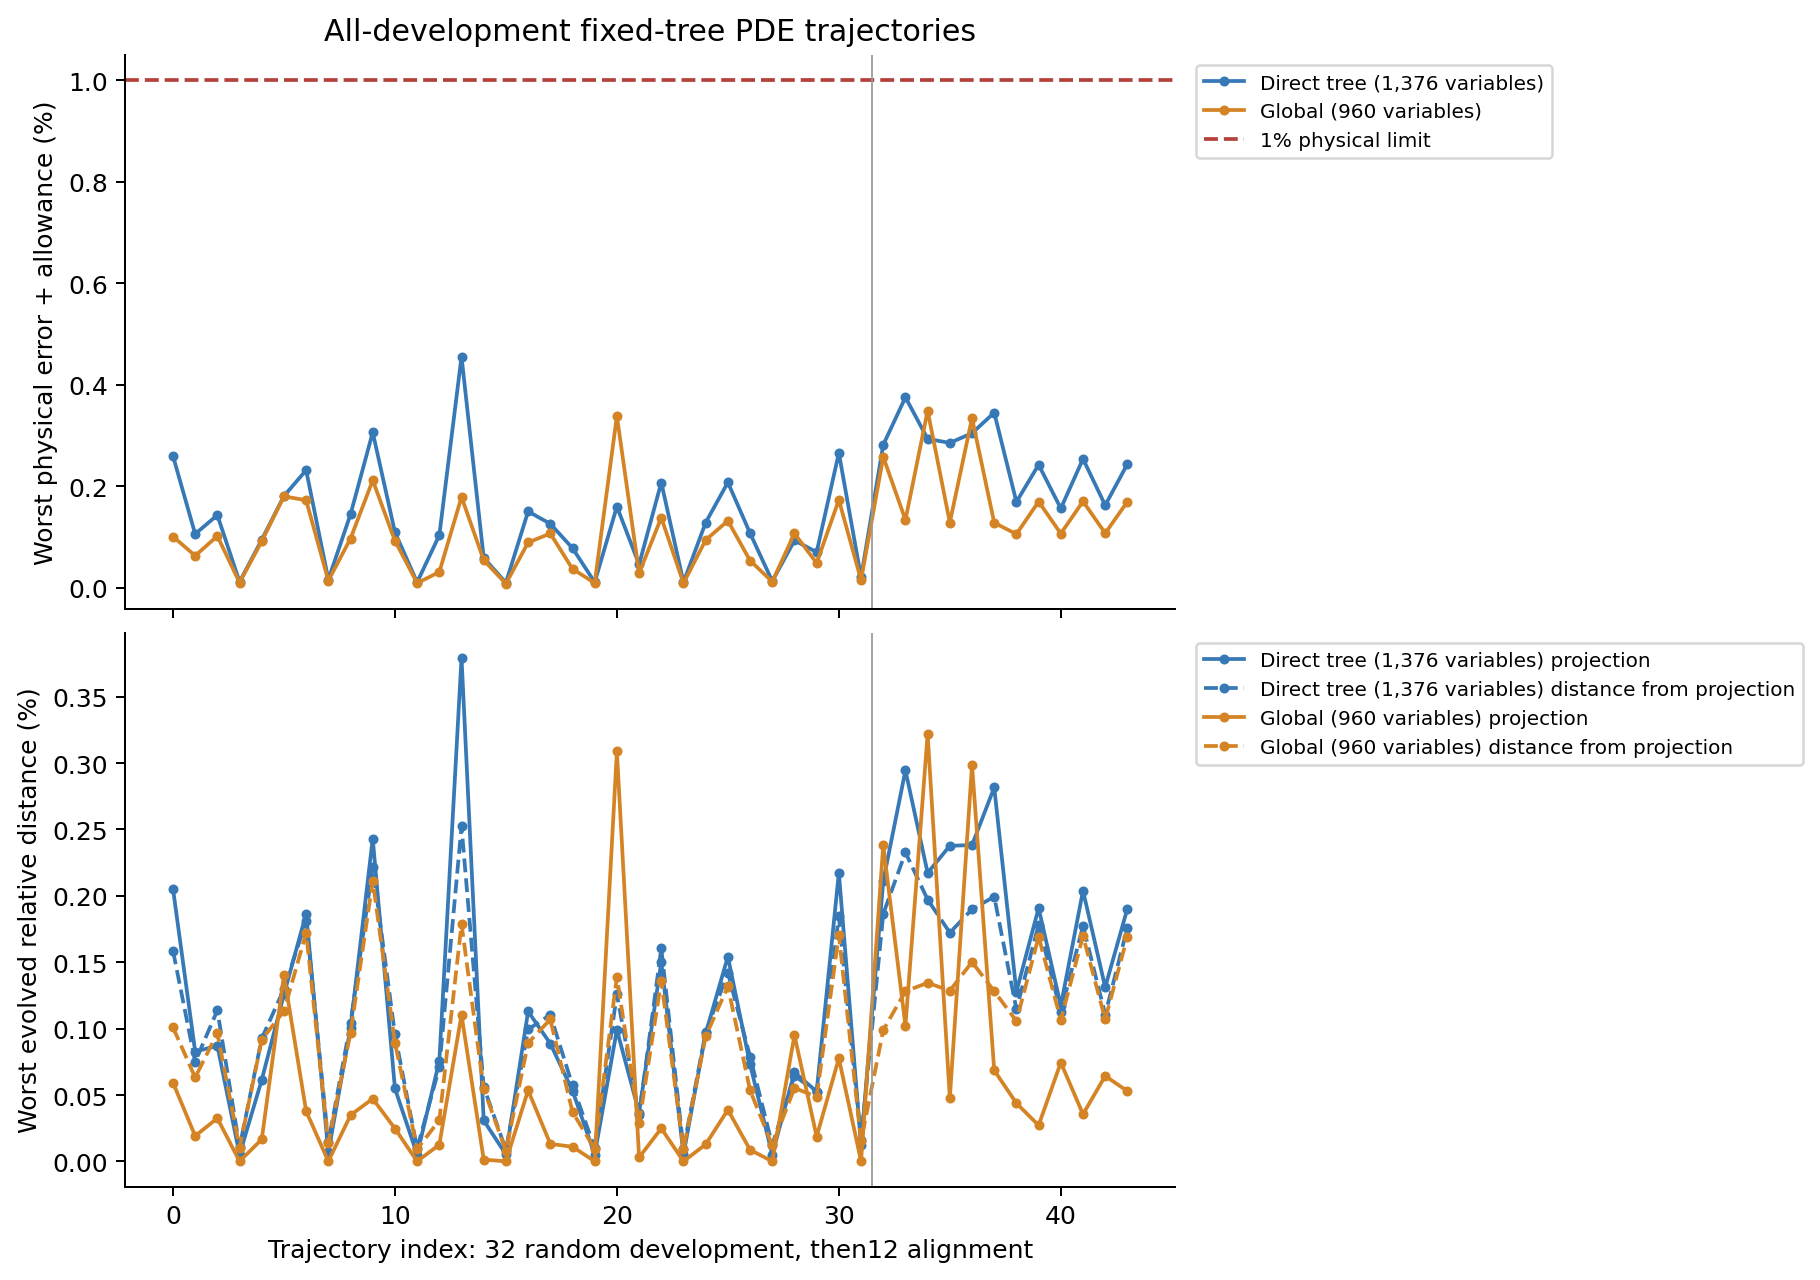 All-development fixed-tree PDE trajectories
Worst physical error + allowance (%)
1.0
0.8
0.6
0.4
0.2
0.0
Direct tree (1,376 variables)
Global (960 variables)
1% physical limit
Worst evolved relative distance (%)
0.35
0.30
0.25
0.20
0.15
0.10
0.05
0.00
0 10 20 30 40
Trajectory index: 32 random development, then12 alignment
Direct tree (1,376 variables) projection
Direct tree (1,376 variables) distance from projection
Global (960 variables) projection
Global (960 variables) distance from projection